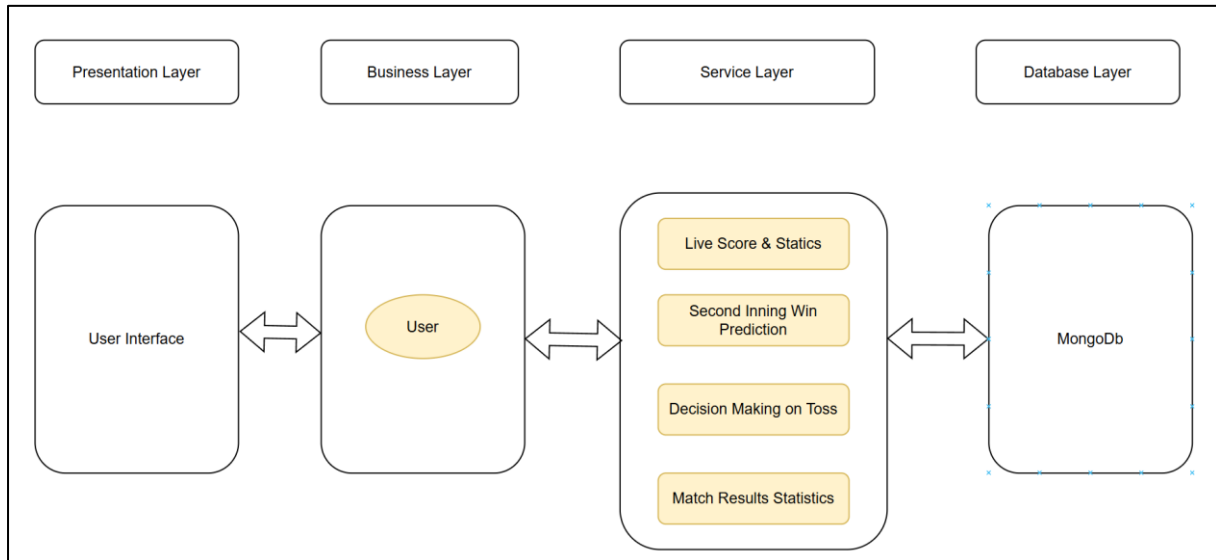 Presentation Layer
Business Layer
Service Layer
Database Layer
User Interface
User
Live Score & Statics
Second Inning Win
Prediction
Decision Making on Toss
Match Results Statistics
MongoDb